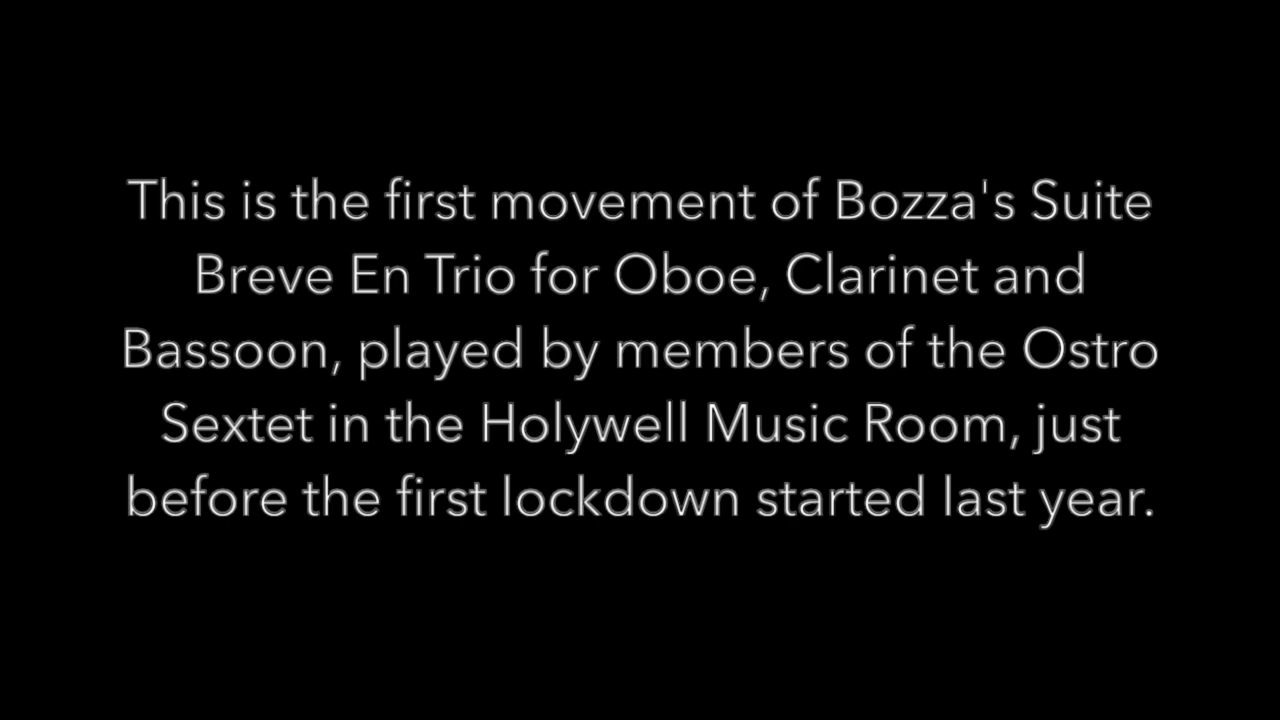 This is the first movement of Bozza's Suite
Breve En Trio for Oboe, Clarinet and
Bassoon, played by members of the Ostro
Sextet in the Holywell Music Room, just
before the first lockdown started last year.